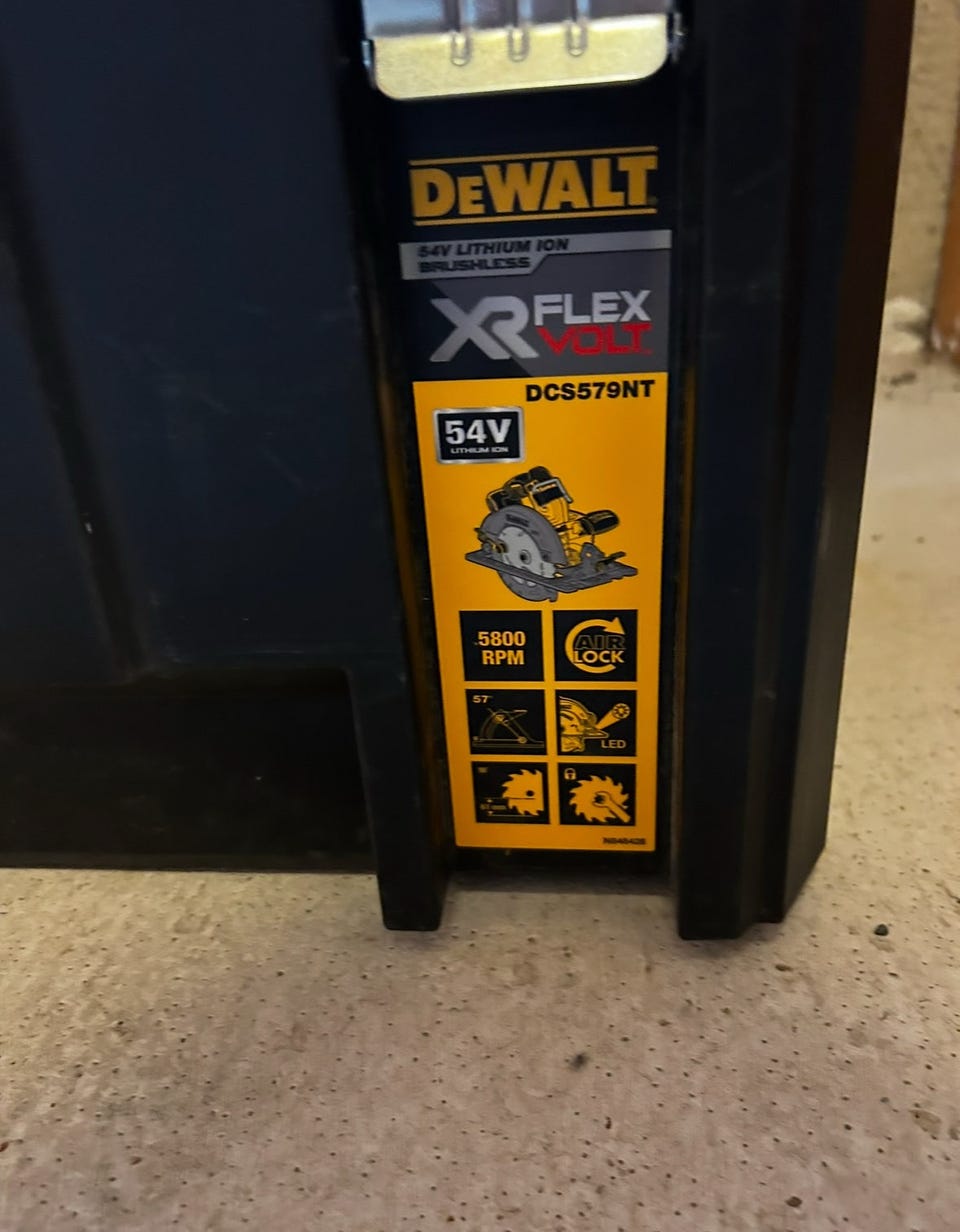 DEWALT
54V LITHIUM ION
BRUSHLESS
XR FLEX
VOLT
DCS579NT
54V
LITHIUM ION
5800
RPM
AIR
LOCK
57°
LED